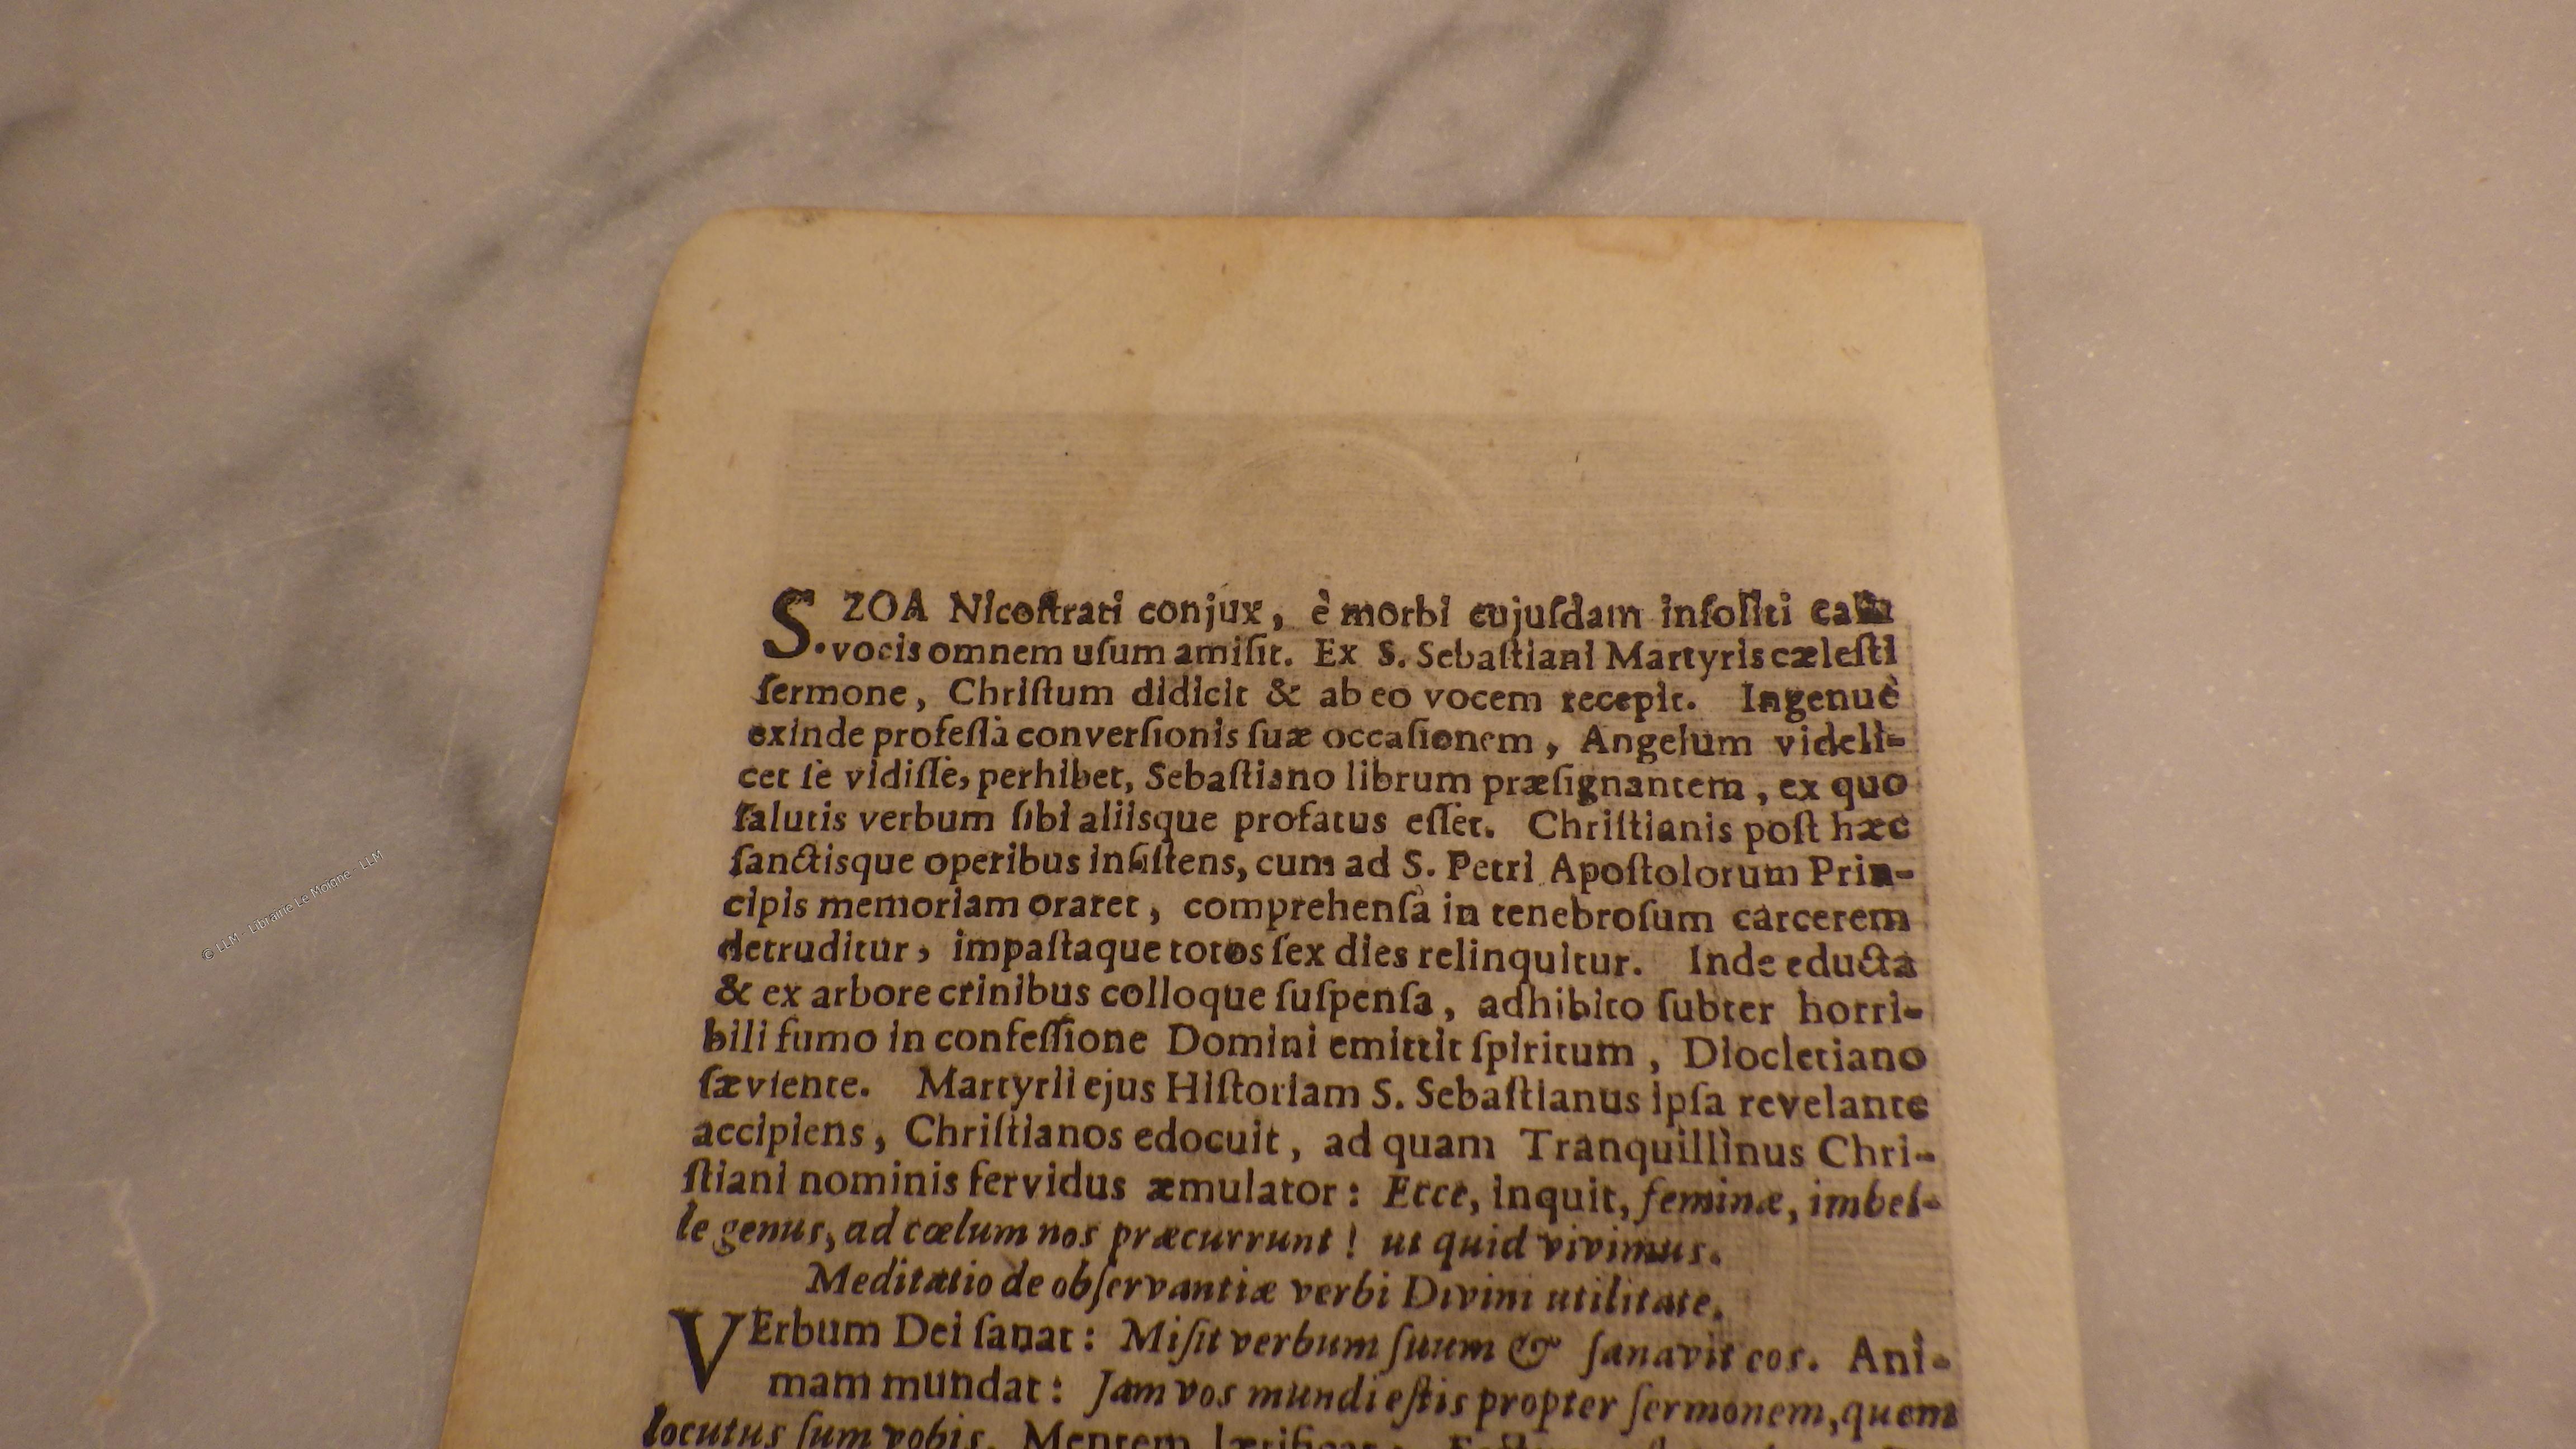 S. ZOA Nicoſtrati conjux, è morbi cujuſdam inſoliti
vocis omnem uſum amiſit. Ex S. Sebaſtiani Martyris cæleſti
ſermone, Chriſtum didicit & ab eo vocem recepit. Ingenuè
exinde profeſſà converſionis ſuæ occaſionem, Angelum videli-
cet ſe vidiſſe, perhibet, Sebaſtiano librum præſignantem, ex quo
ſalutis verbum ſibi aliisque profatus eſſet. Chriſtianis poſt hæc
ſanctisque operibus inſiſtens, cum ad S. Petri Apoſtolorum Prin-
cipis memoriam oraret, comprehenſà in tenebroſum carcerem
detruditur, impaſtaque totos ſex dies relinquitur. Inde educta
& ex arbore crinibus colloque ſuſpenſa, adhibito ſubter horri-
bili fumo in confeſſione Domini emittit ſpiritum, Diocletiano
ſæviente. Martyrii ejus Hiſtoriam S. Sebaſtianus ipſa revelante
accipiens, Chriſtianos edocuit, ad quam Tranquillinus Chri-
ſtiani nominis fervidus æmulator: Ecce, inquit, feminæ, imbel-
le genus, ad cœlum nos præcurrunt! ut quid vivimus.
Meditatio de obſervantiæ verbi Divini utilitate.
VErbum Dei ſanat: Miſit verbum ſuum & ſanavit eos. Ani-
mam mundat: Jam vos mundi eſtis propter ſermonem, quem
locutus ſum vobis. Mentem lætificat:
© LLM - Librairie Le Moigne - LLM